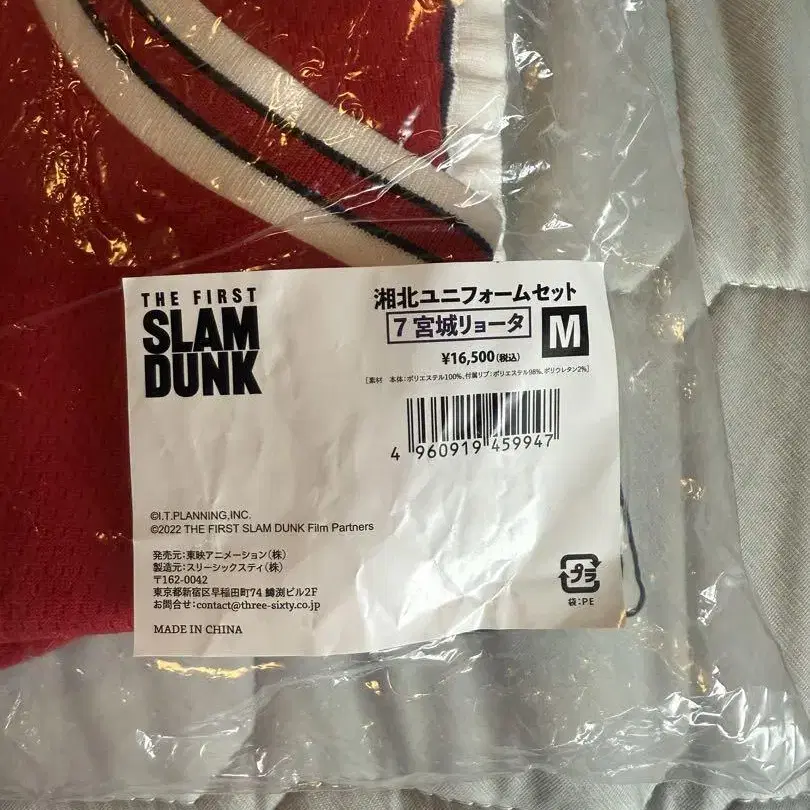 THE FIRST
SLAM
DUNK
湘北ユニフォームセット
7 宮城リョータ
M
¥16,500(税込)
[素材 本体:ポリエステル100%、付属リブ:ポリエステル98%、ポリウレタン2%]
4 960919 459947
©I.T.PLANNING,INC.
©2022 THE FIRST SLAM DUNK Film Partners
発売元:東映アニメーション(株)
製造元:スリーシックスティ(株)
〒162-0042
東京都新宿区早稲田町74 鱒渕ビル2F
お問合せ:contact@three-sixty.co.jp
MADE IN CHINA
プラ
袋:PE